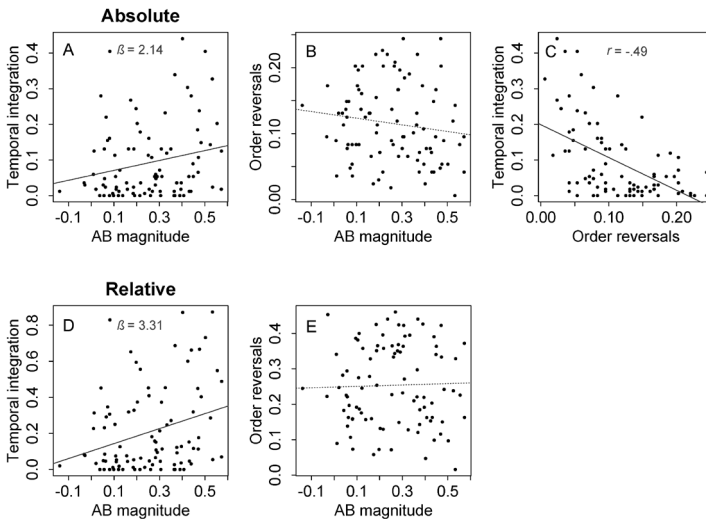 Absolute
A
ß = 2.14
Temporal integration
0.0 0.1 0.2 0.3 0.4
-0.1 0.1 0.3 0.5
AB magnitude
B
Order reversals
0.00 0.10 0.20
-0.1 0.1 0.3 0.5
AB magnitude
C
r = -.49
Temporal integration
0.0 0.1 0.2 0.3 0.4
0.00 0.10 0.20
Order reversals
Relative
D
ß = 3.31
Temporal integration
0.0 0.2 0.4 0.6 0.8
-0.1 0.1 0.3 0.5
AB magnitude
E
Order reversals
0.0 0.1 0.2 0.3 0.4
-0.1 0.1 0.3 0.5
AB magnitude